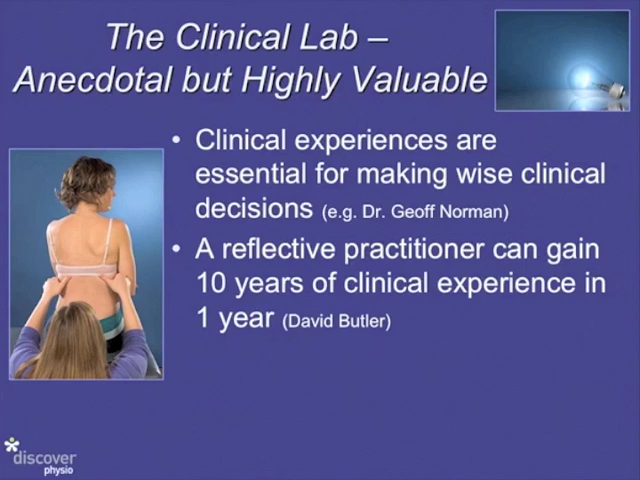 The Clinical Lab –
Anecdotal but Highly Valuable
• Clinical experiences are
essential for making wise clinical
decisions (e.g. Dr. Geoff Norman)
• A reflective practitioner can gain
10 years of clinical experience in
1 year (David Butler)
discover
physio